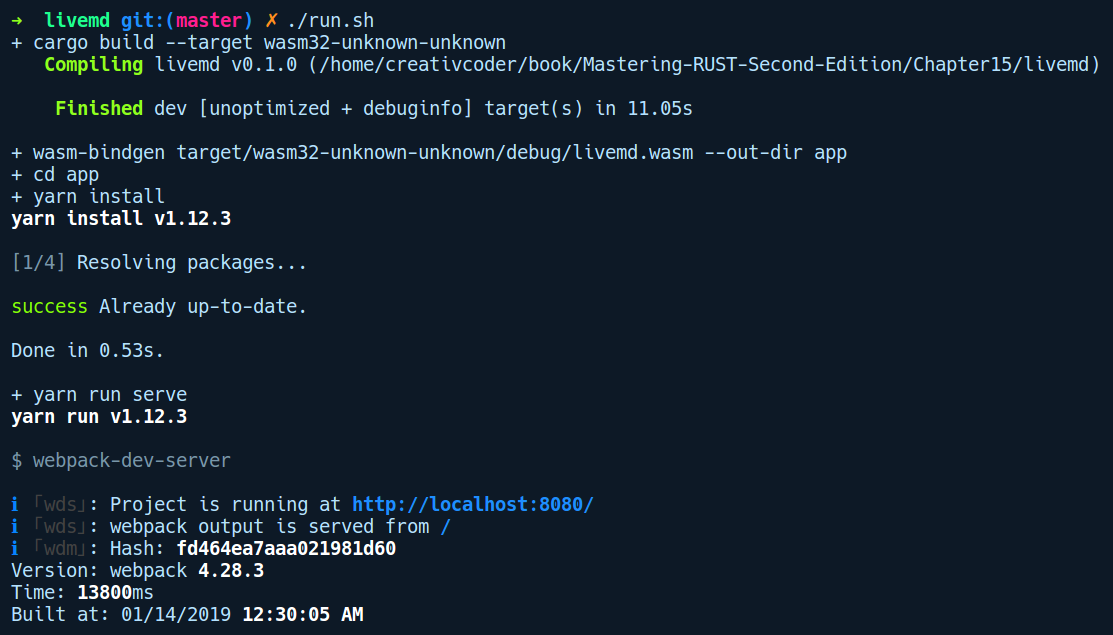 → livemd git:(master) ✗ ./run.sh
+ cargo build --target wasm32-unknown-unknown
Compiling livemd v0.1.0 (/home/creativcoder/book/Mastering-RUST-Second-Edition/Chapter15/livemd)
Finished dev [unoptimized + debuginfo] target(s) in 11.05s
+ wasm-bindgen target/wasm32-unknown-unknown/debug/livemd.wasm --out-dir app
+ cd app
+ yarn install
yarn install v1.12.3
[1/4] Resolving packages...
success Already up-to-date.
Done in 0.53s.
+ yarn run serve
yarn run v1.12.3
$ webpack-dev-server
ℹ 「wds」: Project is running at http://localhost:8080/
ℹ 「wds」: webpack output is served from /
ℹ 「wdm」: Hash: fd464ea7aaa021981d60
Version: webpack 4.28.3
Time: 13800ms
Built at: 01/14/2019 12:30:05 AM